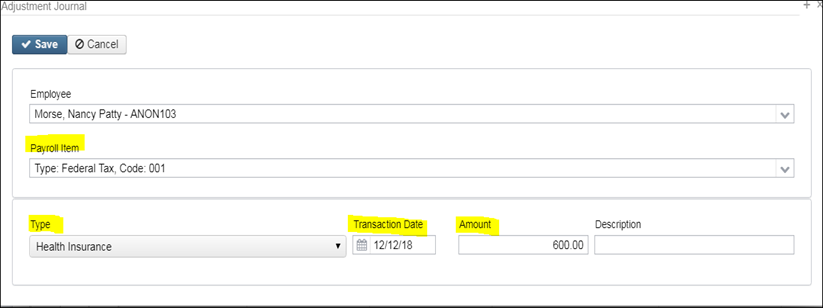 Adjustment Journal
Save Cancel
Employee
Morse, Nancy Patty - ANON103
Payroll Item
Type: Federal Tax, Code: 001
Type Transaction Date Amount Description
Health Insurance 12/12/18 600.00